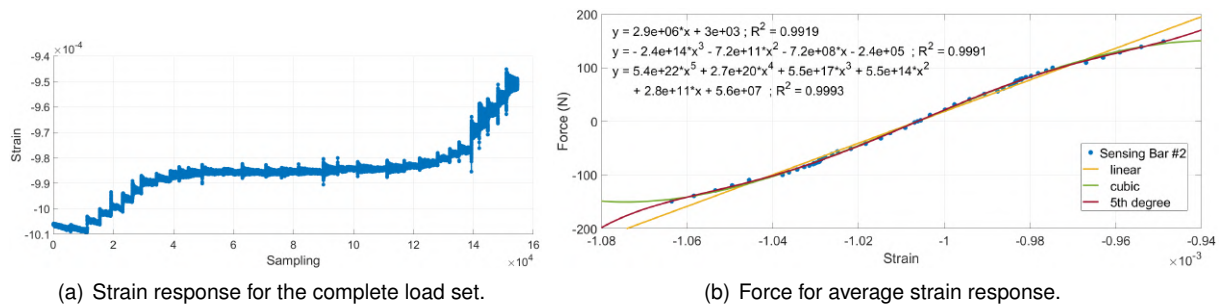 ×10⁻⁴
-9.4
-9.5
-9.6
-9.7
-9.8
-9.9
-10
-10.1
Strain
0 2 4 6 8 10 12 14 16
Sampling
×10⁴
(a) Strain response for the complete load set.
y = 2.9e+06*x + 3e+03 ; R² = 0.9919
y = - 2.4e+14*x³ - 7.2e+11*x² - 7.2e+08*x - 2.4e+05 ; R² = 0.9991
y = 5.4e+22*x⁵ + 2.7e+20*x⁴ + 5.5e+17*x³ + 5.5e+14*x²
+ 2.8e+11*x + 5.6e+07 ; R² = 0.9993
200
100
0
-100
-200
Force (N)
Sensing Bar #2
linear
cubic
5th degree
-1.08 -1.06 -1.04 -1.02 -1 -0.98 -0.96 -0.94
Strain
×10⁻³
(b) Force for average strain response.